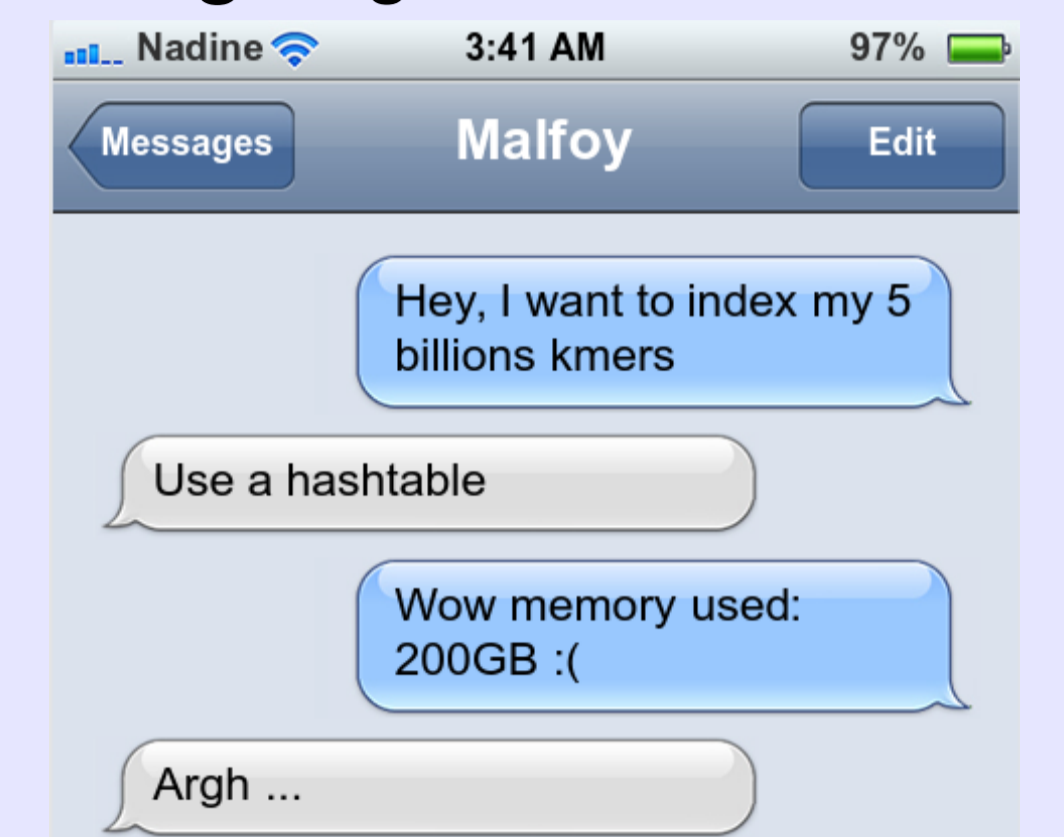 Nadine 3:41 AM 97%
Messages Malfoy Edit
Hey, I want to index my 5
billions kmers
Use a hashtable
Wow memory used:
200GB :(
Argh ...